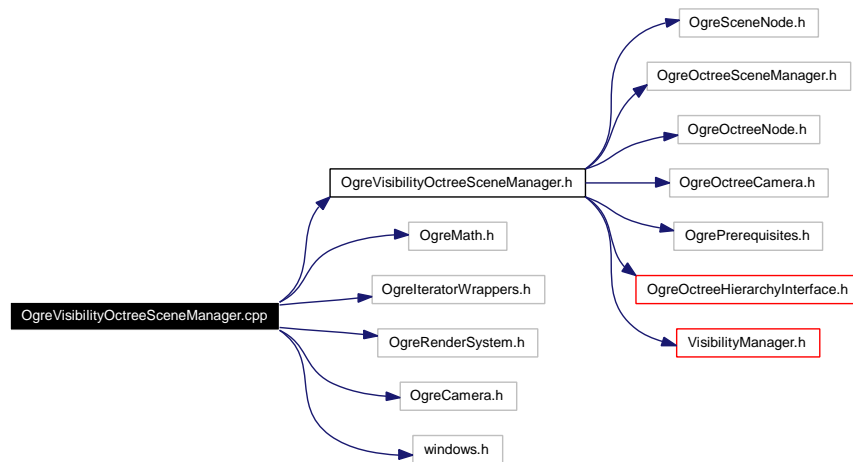 OgreSceneNode.h
OgreOctreeSceneManager.h
OgreOctreeNode.h
OgreVisibilityOctreeSceneManager.h
OgreOctreeCamera.h
OgreMath.h
OgrePrerequisites.h
OgreIteratorWrappers.h
OgreOctreeHierarchyInterface.h
OgreVisibilityOctreeSceneManager.cpp
OgreRenderSystem.h
VisibilityManager.h
OgreCamera.h
windows.h